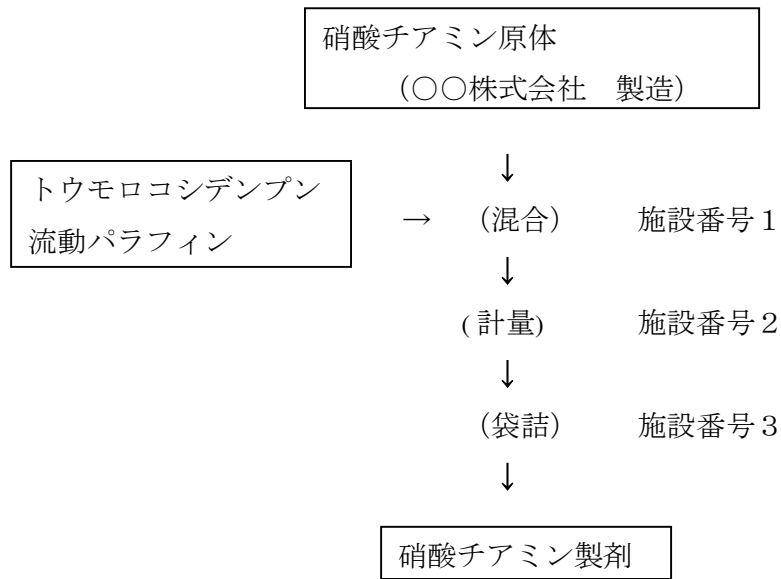 硝酸チアミン原体
（○○株式会社　製造）
↓
トウモロコシデンプン
流動パラフィン
→　（混合）　施設番号１
↓
(計量)　施設番号２
↓
（袋詰）　施設番号３
↓
硝酸チアミン製剤